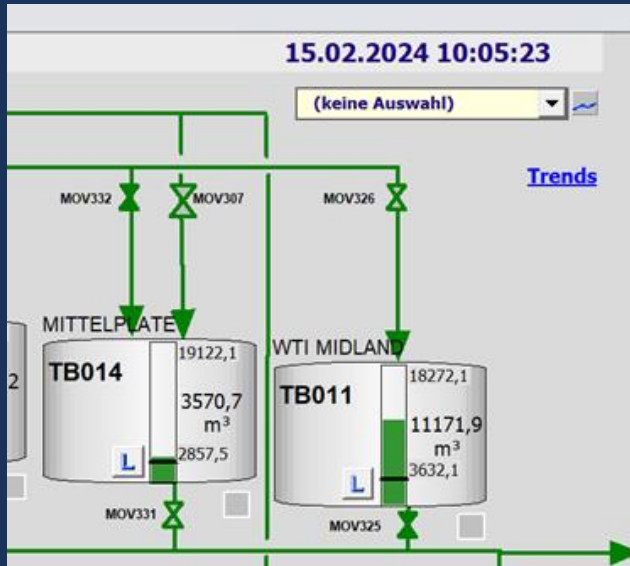 15.02.2024 10:05:23
(keine Auswahl)
Trends
MOV332
MOV307
MOV326
MITTELPLATE
WTI MIDLAND
2
TB014
19122,1
3570,7
m³
L
2857,5
TB011
18272,1
11171,9
m³
L
3632,1
MOV331
MOV325